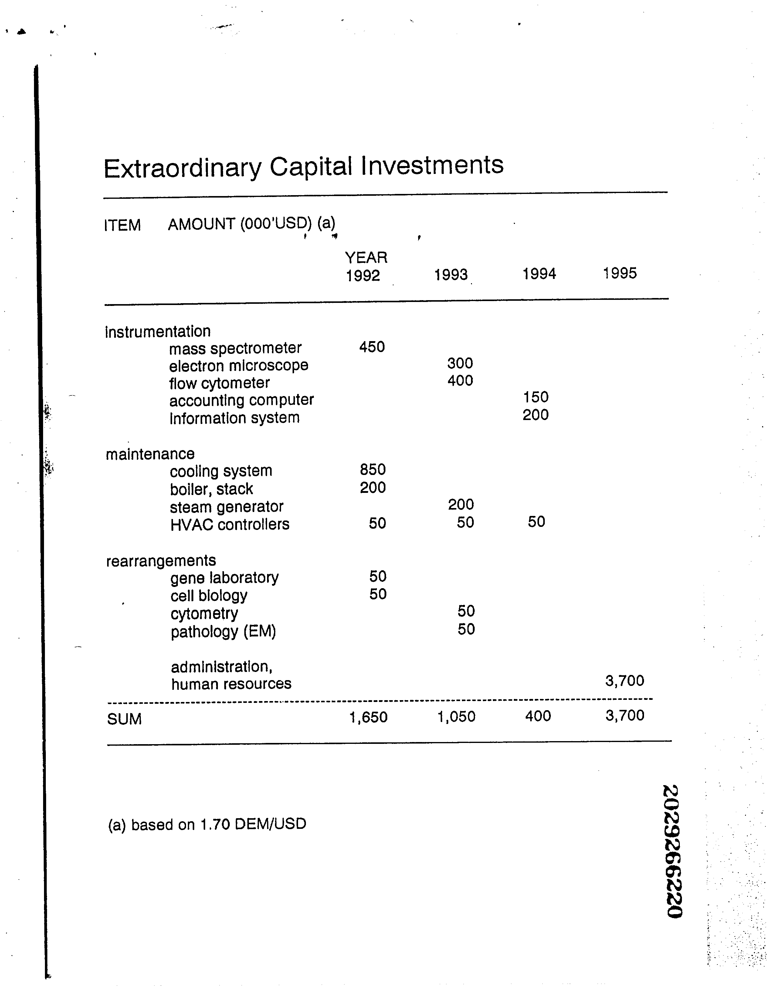 Extraordinary Capital Investments
ITEM AMOUNT (000'USD) (a)
YEAR
1992 1993 1994 1995
instrumentation
mass spectrometer 450
electron microscope 300
flow cytometer 400
accounting computer 150
information system 200
maintenance
cooling system 850
boiler, stack 200
steam generator 200
HVAC controllers 50 50 50
rearrangements
gene laboratory 50
cell biology 50
cytometry 50
pathology (EM) 50
administration,
human resources 3,700
SUM 1,650 1,050 400 3,700
(a) based on 1.70 DEM/USD
2029266220